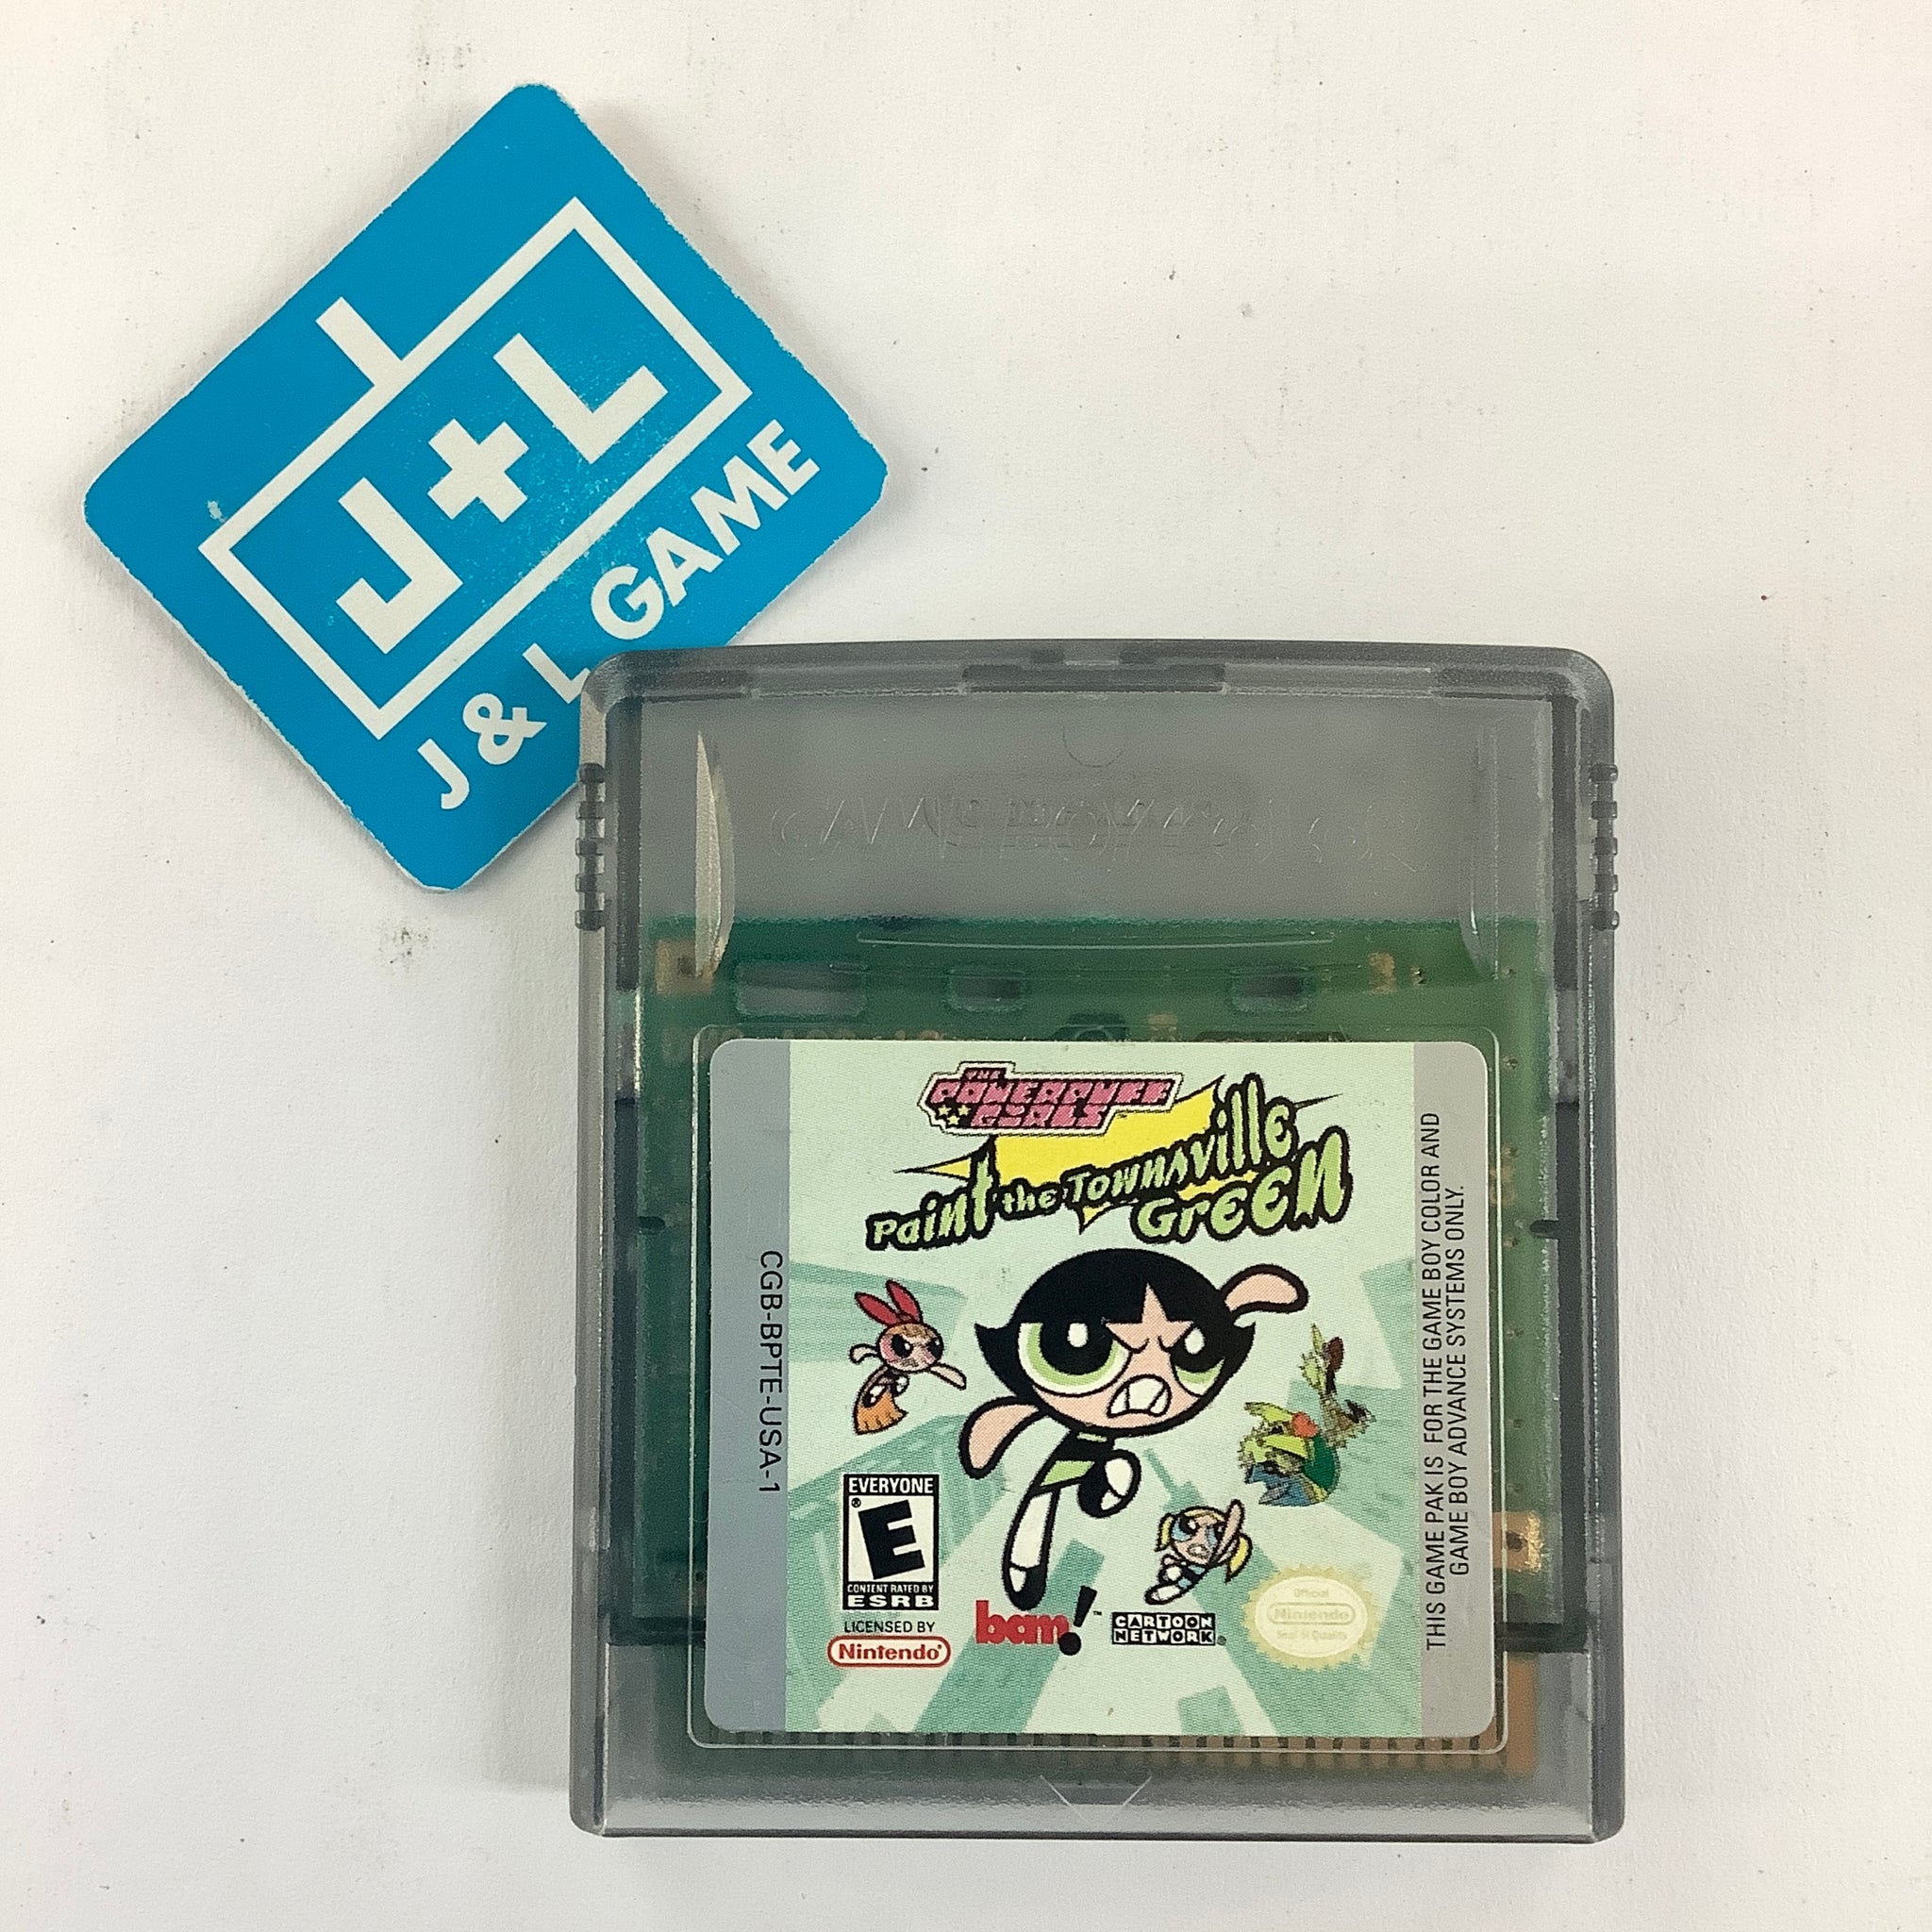 J+L
J & L GAME
GAME BOY COLOR
THE
POWERPUFF
GIRLS™
Paint the Townsville
Green
CGB-BPTE-USA-1
THIS GAME PAK IS FOR THE GAME BOY COLOR AND
GAME BOY ADVANCE SYSTEMS ONLY.
EVERYONE
E®
CONTENT RATED BY
ESRB
LICENSED BY
Nintendo®
bam!™
CARTOON
NETWORK®
Official
Nintendo
Seal of Quality